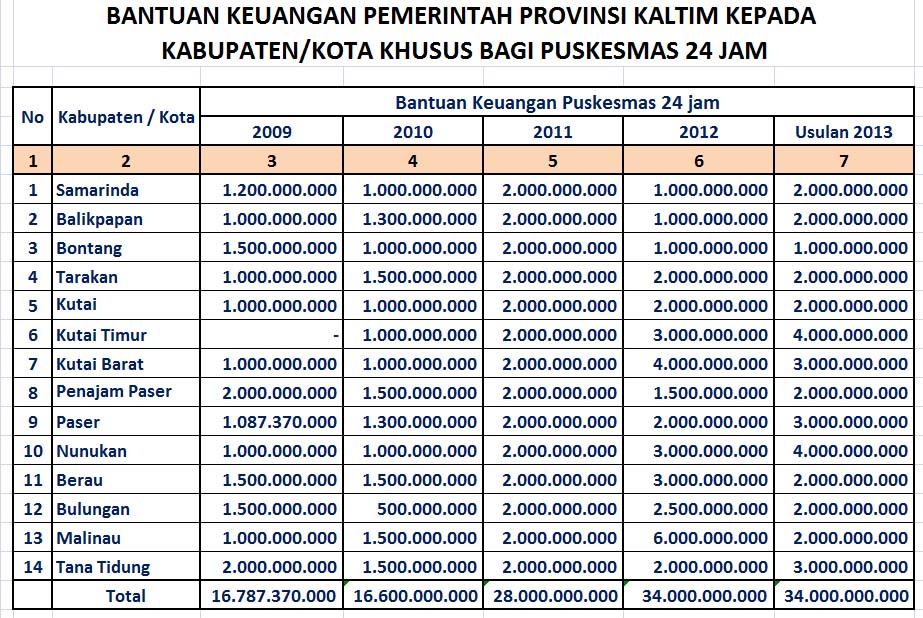 BANTUAN KEUANGAN PEMERINTAH PROVINSI KALTIM KEPADA
KABUPATEN/KOTA KHUSUS BAGI PUSKESMAS 24 JAM
No Kabupaten / Kota Bantuan Keuangan Puskesmas 24 jam
2009 2010 2011 2012 Usulan 2013
1 2 3 4 5 6 7
1 Samarinda 1.200.000.000 1.000.000.000 2.000.000.000 1.000.000.000 2.000.000.000
2 Balikpapan 1.000.000.000 1.300.000.000 2.000.000.000 1.000.000.000 2.000.000.000
3 Bontang 1.500.000.000 1.000.000.000 2.000.000.000 1.000.000.000 1.000.000.000
4 Tarakan 1.000.000.000 1.500.000.000 2.000.000.000 2.000.000.000 2.000.000.000
5 Kutai 1.000.000.000 1.000.000.000 2.000.000.000 2.000.000.000 2.000.000.000
6 Kutai Timur - 1.000.000.000 2.000.000.000 3.000.000.000 4.000.000.000
7 Kutai Barat 1.000.000.000 1.000.000.000 2.000.000.000 4.000.000.000 3.000.000.000
8 Penajam Paser 2.000.000.000 1.500.000.000 2.000.000.000 1.500.000.000 2.000.000.000
9 Paser 1.087.370.000 1.300.000.000 2.000.000.000 2.000.000.000 3.000.000.000
10 Nunukan 1.000.000.000 1.000.000.000 2.000.000.000 3.000.000.000 4.000.000.000
11 Berau 1.500.000.000 1.500.000.000 2.000.000.000 3.000.000.000 2.000.000.000
12 Bulungan 1.500.000.000 500.000.000 2.000.000.000 2.500.000.000 2.000.000.000
13 Malinau 1.000.000.000 1.500.000.000 2.000.000.000 6.000.000.000 2.000.000.000
14 Tana Tidung 2.000.000.000 1.500.000.000 2.000.000.000 2.000.000.000 3.000.000.000
Total 16.787.370.000 16.600.000.000 28.000.000.000 34.000.000.000 34.000.000.000